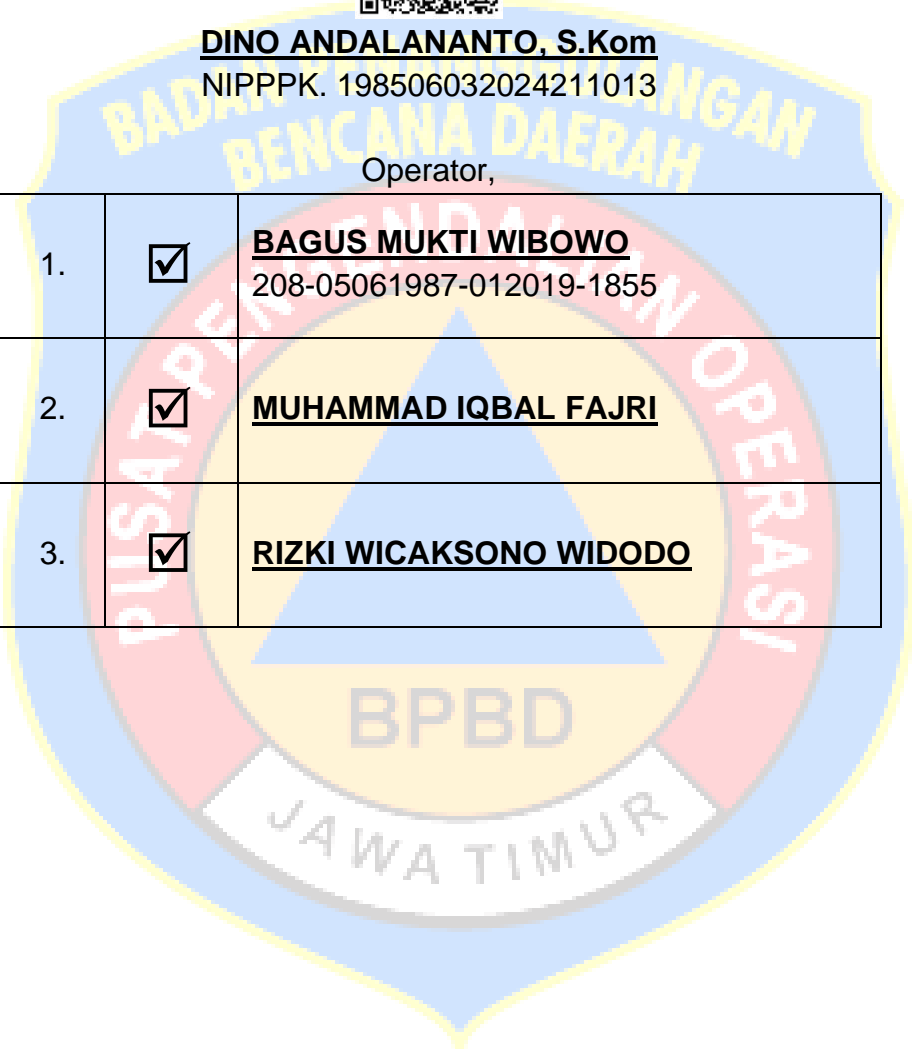 DINO ANDALANANTO, S.Kom
NIPPPK. 198506032024211013
BADAN PENANGGULANGAN
BENCANA DAERAH
Operator,
1. ☑ BAGUS MUKTI WIBOWO
208-05061987-012019-1855
2. ☑ MUHAMMAD IQBAL FAJRI
3. ☑ RIZKI WICAKSONO WIDODO
PUSAT PENGENDALIAN OPERASI
BPBD
JAWA TIMUR